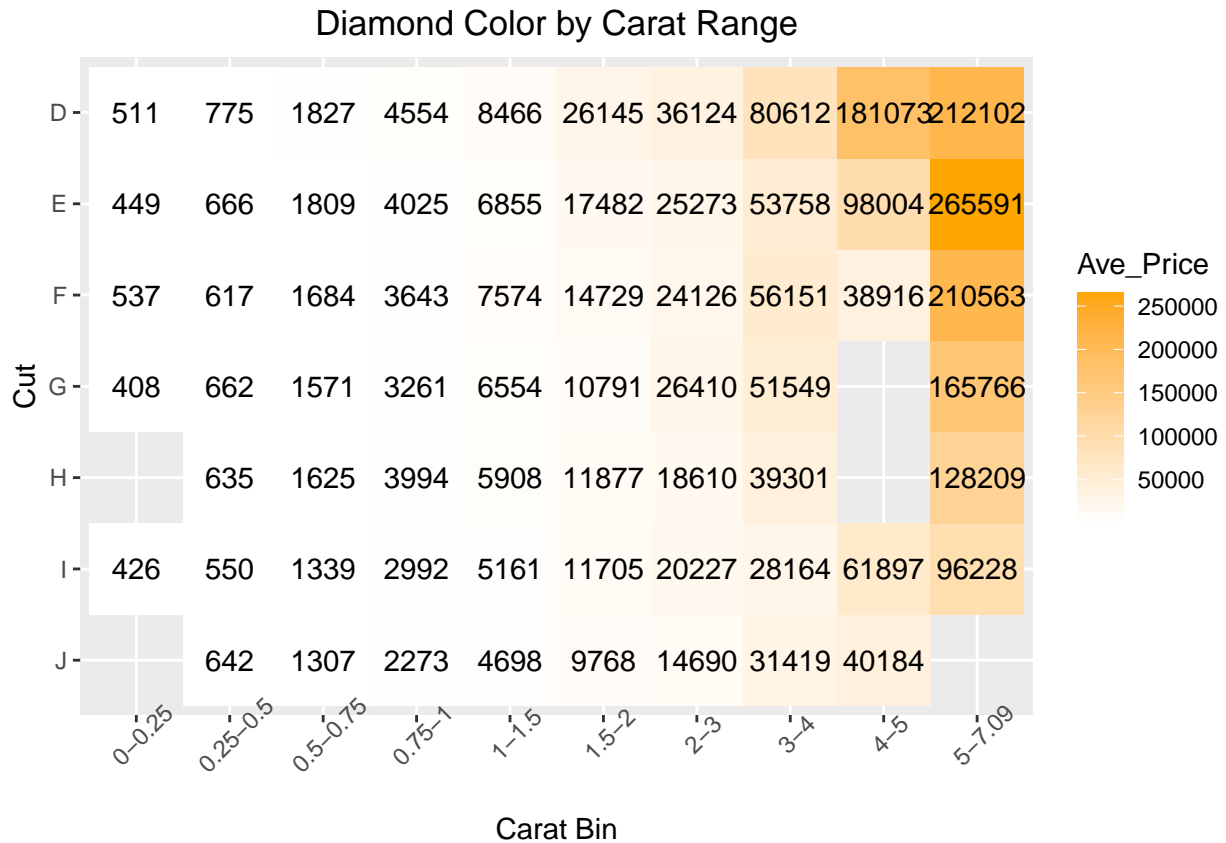 Diamond Color by Carat Range
D 511 775 1827 4554 8466 26145 36124 80612 181073 212102
E 449 666 1809 4025 6855 17482 25273 53758 98004 265591
F 537 617 1684 3643 7574 14729 24126 56151 38916 210563
G 408 662 1571 3261 6554 10791 26410 51549 165766
H 635 1625 3994 5908 11877 18610 39301 128209
I 426 550 1339 2992 5161 11705 20227 28164 61897 96228
J 642 1307 2273 4698 9768 14690 31419 40184
Cut
0–0.25 0.25–0.5 0.5–0.75 0.75–1 1–1.5 1.5–2 2–3 3–4 4–5 5–7.09
Carat Bin
Ave_Price
250000
200000
150000
100000
50000